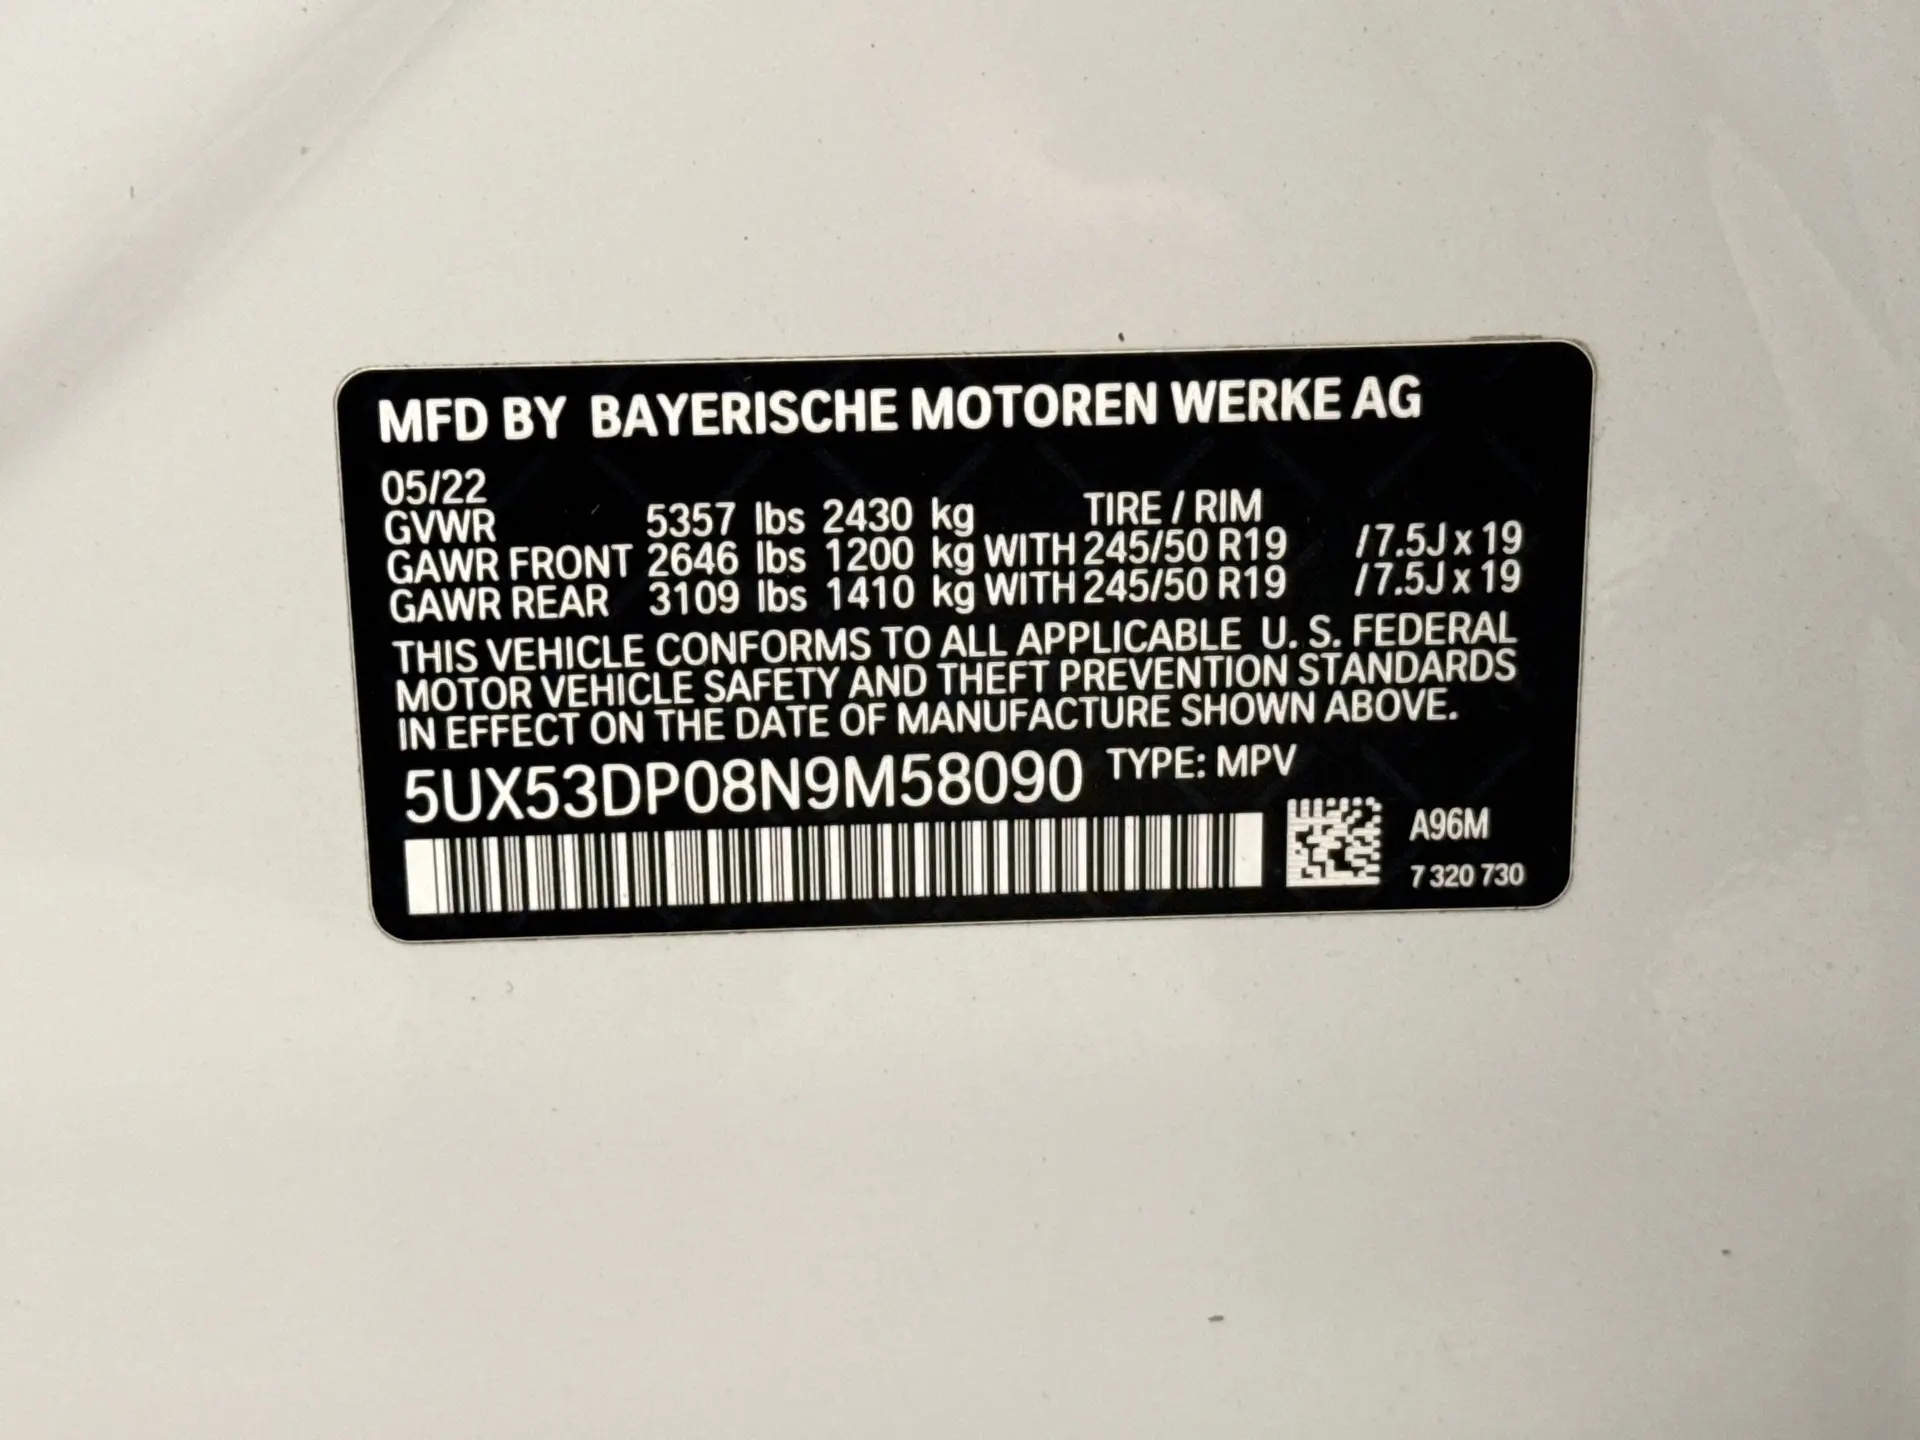 MFD BY BAYERISCHE MOTOREN WERKE AG
05/22
GVWR 5357 lbs 2430 kg TIRE / RIM
GAWR FRONT 2646 lbs 1200 kg WITH 245/50 R19 /7.5J x 19
GAWR REAR 3109 lbs 1410 kg WITH 245/50 R19 /7.5J x 19
THIS VEHICLE CONFORMS TO ALL APPLICABLE U. S. FEDERAL
MOTOR VEHICLE SAFETY AND THEFT PREVENTION STANDARDS
IN EFFECT ON THE DATE OF MANUFACTURE SHOWN ABOVE.
5UX53DP08N9M58090 TYPE: MPV
A96M
7 320 730